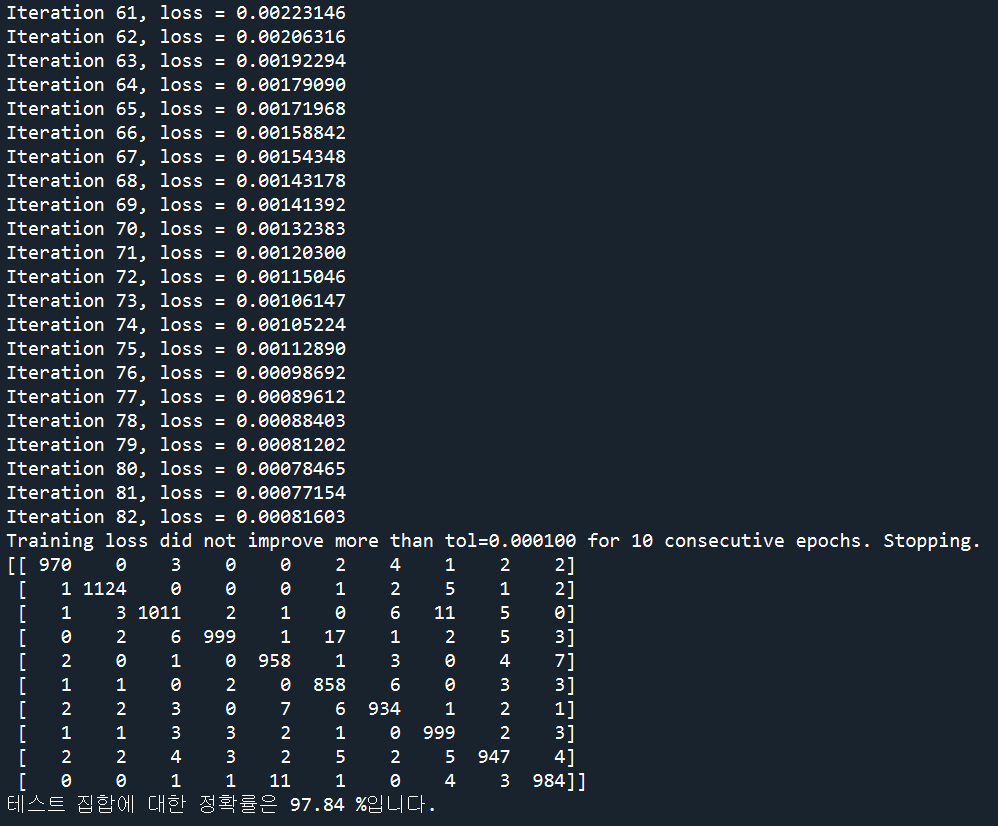 Iteration 61, loss = 0.00223146
Iteration 62, loss = 0.00206316
Iteration 63, loss = 0.00192294
Iteration 64, loss = 0.00179090
Iteration 65, loss = 0.00171968
Iteration 66, loss = 0.00158842
Iteration 67, loss = 0.00154348
Iteration 68, loss = 0.00143178
Iteration 69, loss = 0.00141392
Iteration 70, loss = 0.00132383
Iteration 71, loss = 0.00120300
Iteration 72, loss = 0.00115046
Iteration 73, loss = 0.00106147
Iteration 74, loss = 0.00105224
Iteration 75, loss = 0.00112890
Iteration 76, loss = 0.00098692
Iteration 77, loss = 0.00089612
Iteration 78, loss = 0.00088403
Iteration 79, loss = 0.00081202
Iteration 80, loss = 0.00078465
Iteration 81, loss = 0.00077154
Iteration 82, loss = 0.00081603
Training loss did not improve more than tol=0.000100 for 10 consecutive epochs. Stopping.
[[ 970    0    3    0    0    2    4    1    2    2]
 [   1 1124    0    0    0    1    2    5    1    2]
 [   1    3 1011    2    1    0    6   11    5    0]
 [   0    2    6  999    1   17    1    2    5    3]
 [   2    0    1    0  958    1    3    0    4    7]
 [   1    1    0    2    0  858    6    0    3    3]
 [   2    2    3    0    7    6  934    1    2    1]
 [   1    1    3    3    2    1    0  999    2    3]
 [   2    2    4    3    2    5    2    5  947    4]
 [   0    0    1    1   11    1    0    4    3  984]]
테스트 집합에 대한 정확률은 97.84 %입니다.